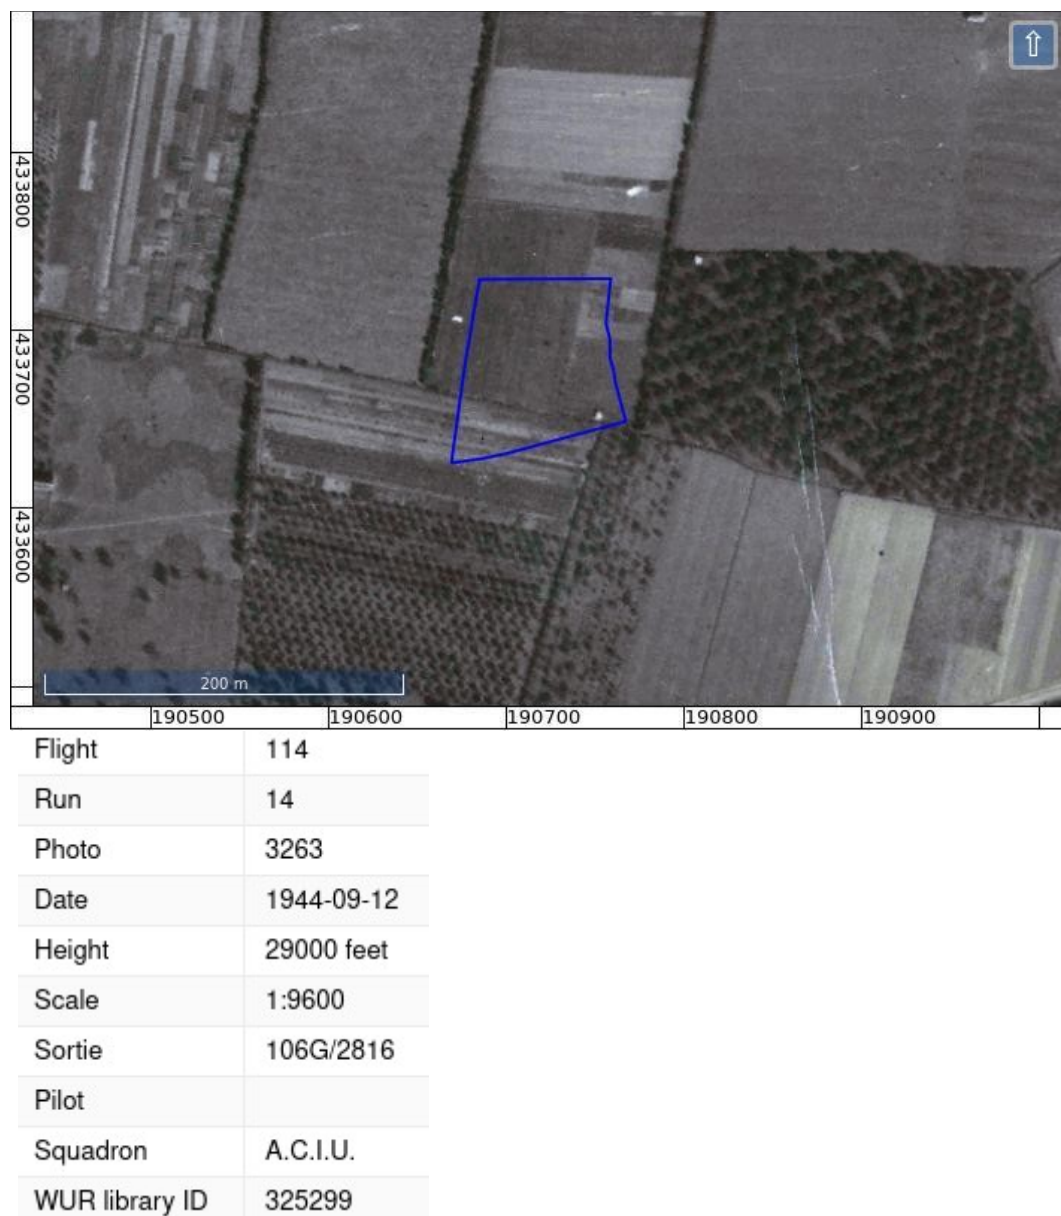 ⇧
433800
433700
433600
200 m
190500 190600 190700 190800 190900
Flight 114
Run 14
Photo 3263
Date 1944-09-12
Height 29000 feet
Scale 1:9600
Sortie 106G/2816
Pilot
Squadron A.C.I.U.
WUR library ID 325299